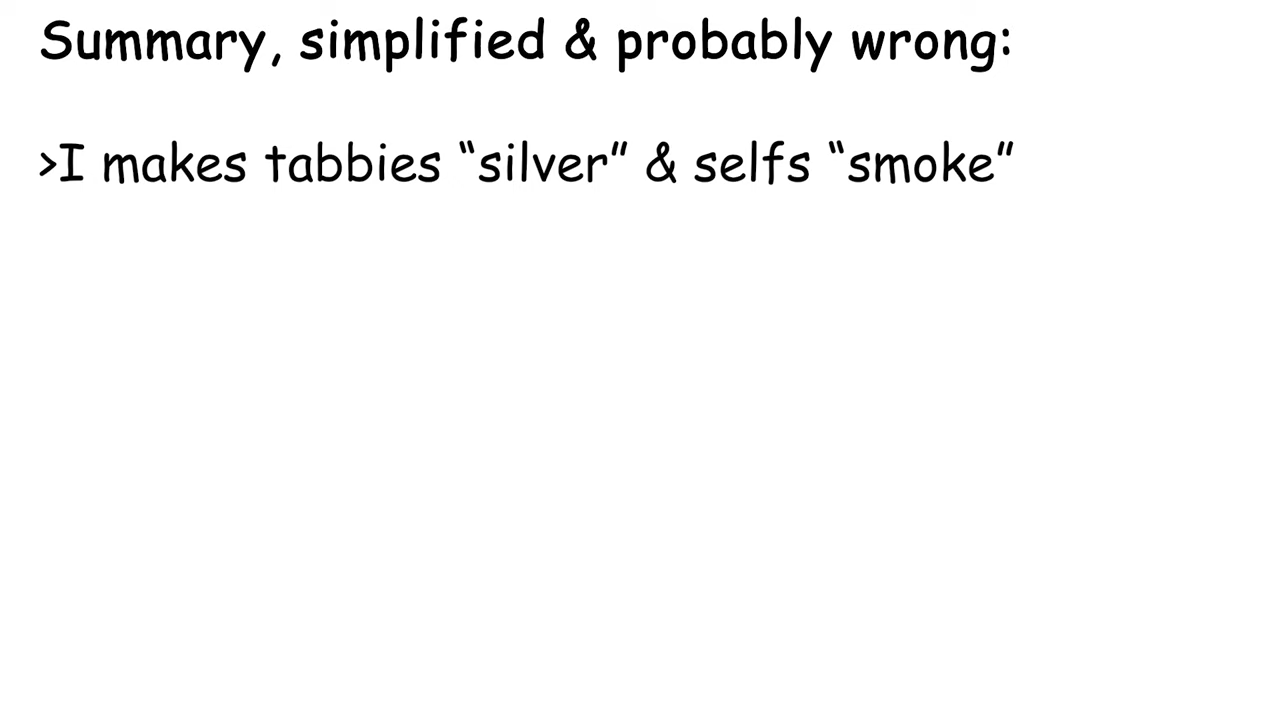 Summary, simplified & probably wrong:
>I makes tabbies “silver” & selfs “smoke”